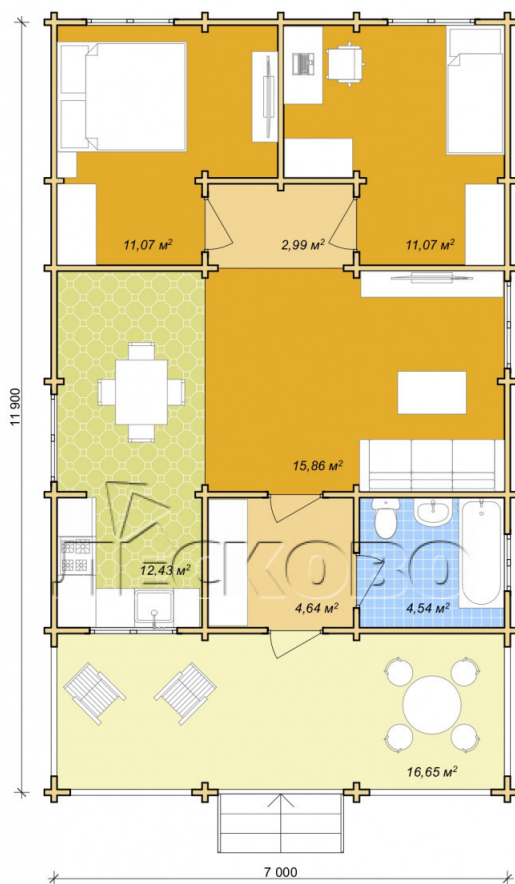 11,07 м²
2,99 м²
11,07 м²
11 900
15,86 м²
ПЕСКОВО
12,43 м²
4,64 м²
4,54 м²
16,65 м²
7 000